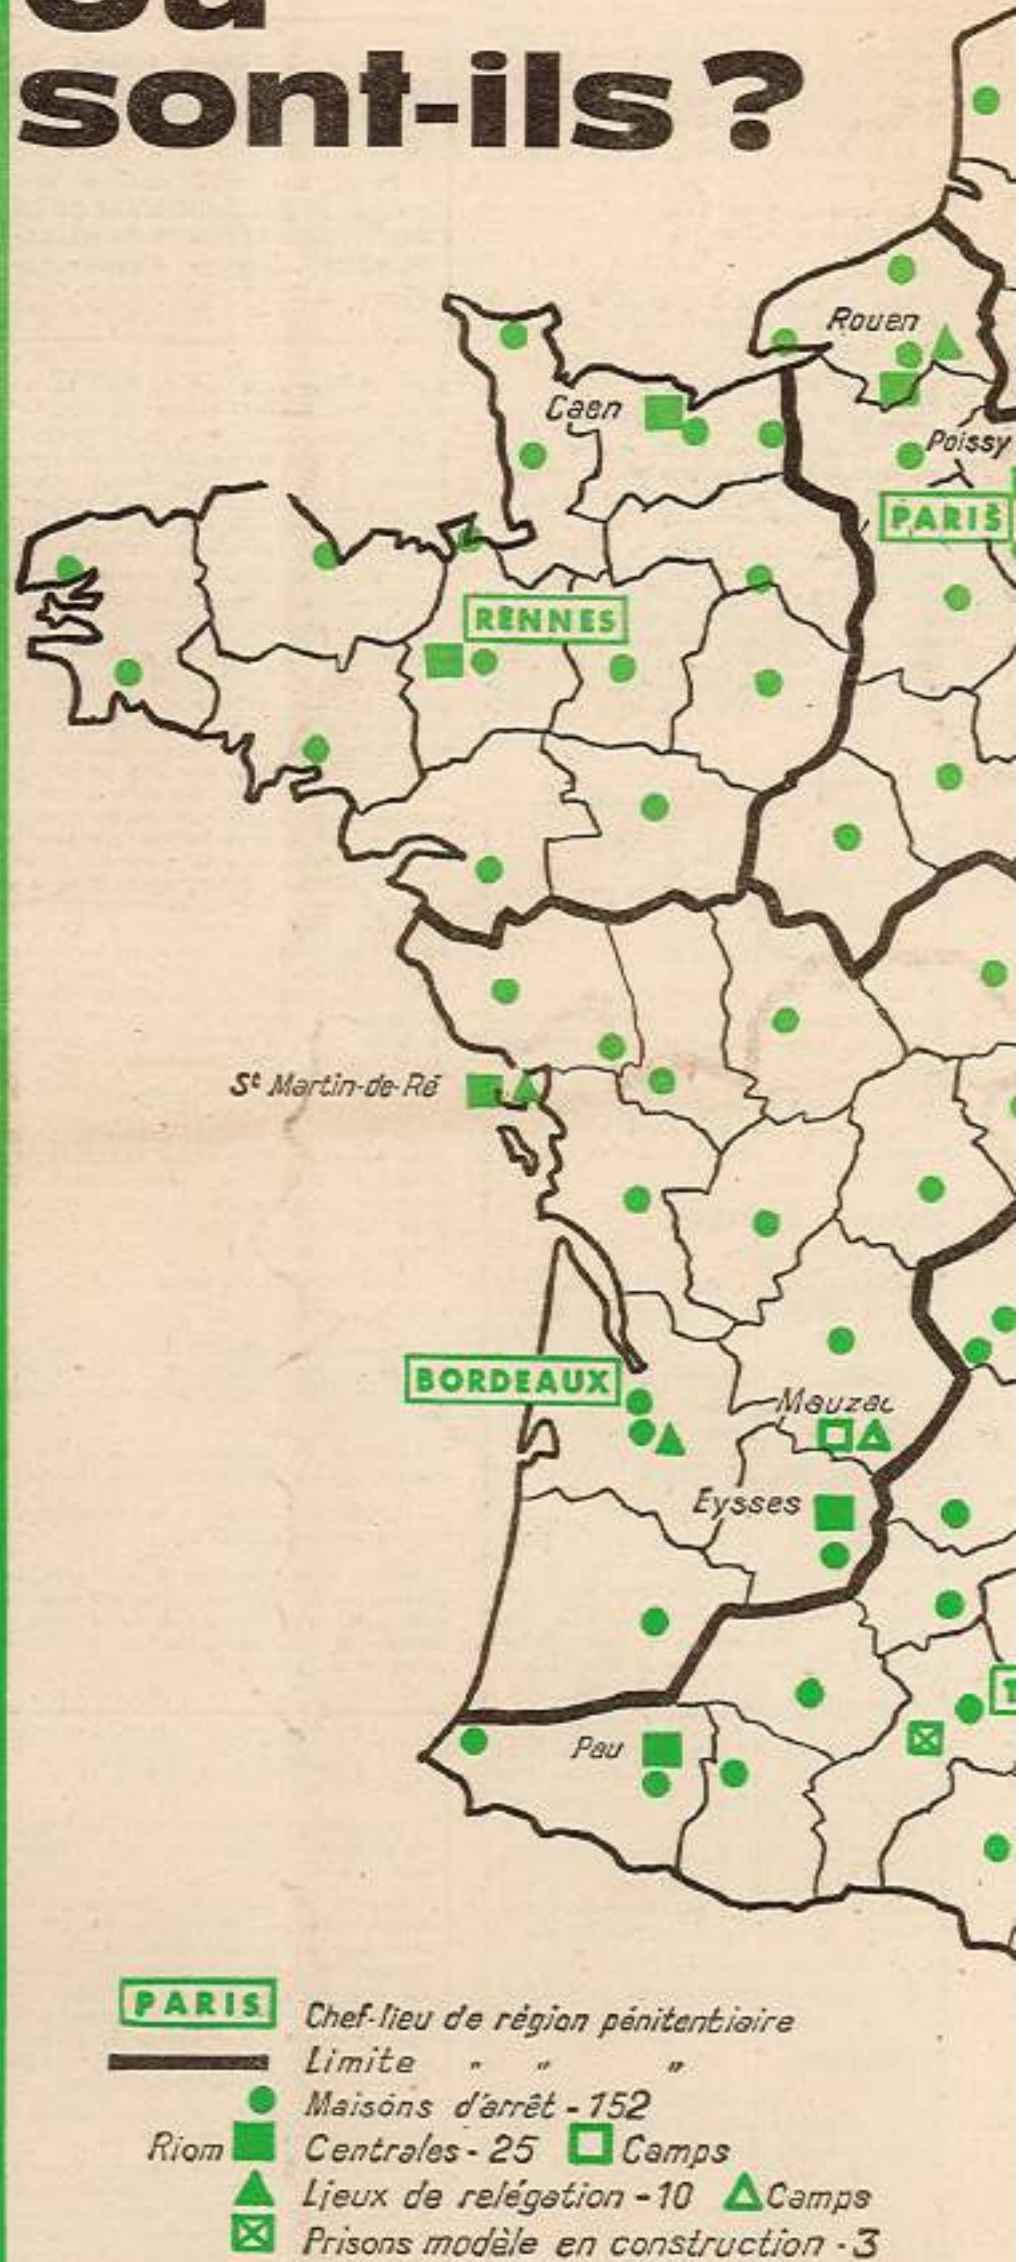 Où
sont-ils ?
Rouen
Caen
Poissy
PARIS
RENNES
St Martin-de-Ré
BORDEAUX
Mauzac
Eysses
Pau
PARIS Chef-lieu de région pénitentiaire
Limite " " "
Maisons d'arrêt - 152
Riom Centrales - 25 Camps
Lieux de relégation - 10 Camps
Prisons modèle en construction - 3